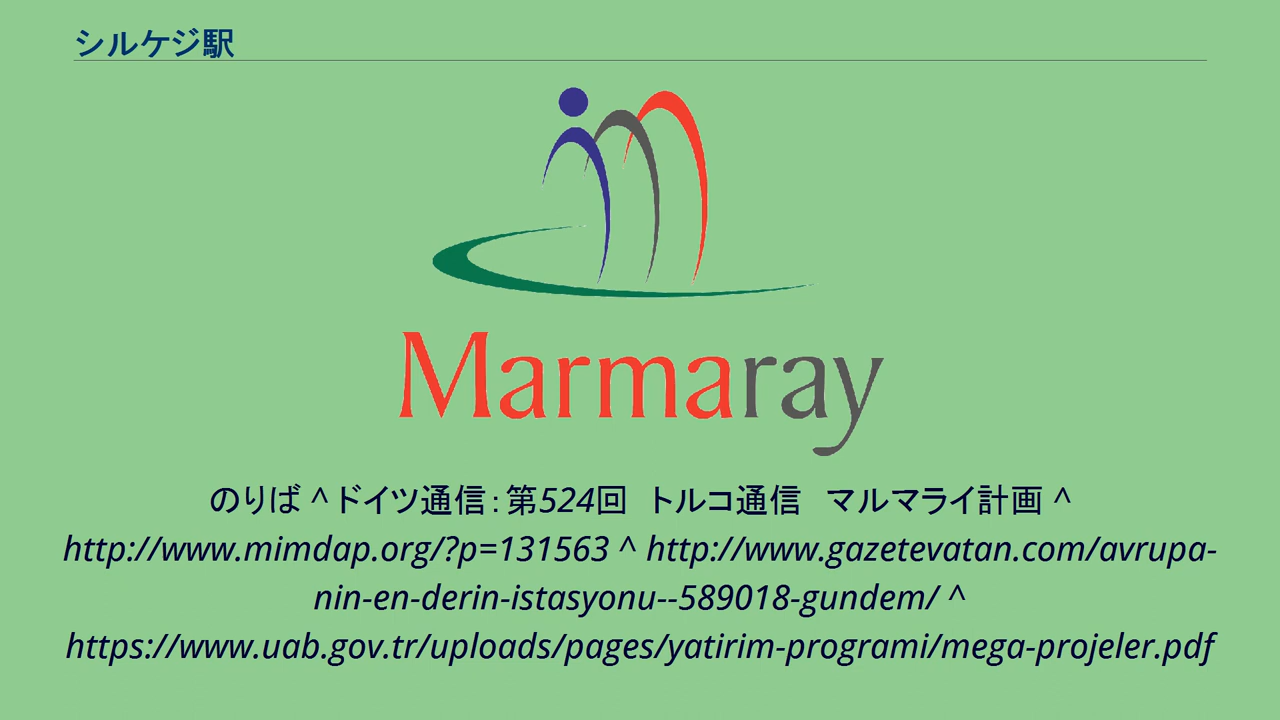 シルケジ駅
Marmaray
のりば ^ ドイツ通信：第524回　トルコ通信　マルマライ計画 ^
http://www.mimdap.org/?p=131563 ^ http://www.gazetevatan.com/avrupa-
nin-en-derin-istasyonu--589018-gundem/ ^
https://www.uab.gov.tr/uploads/pages/yatirim-programi/mega-projeler.pdf